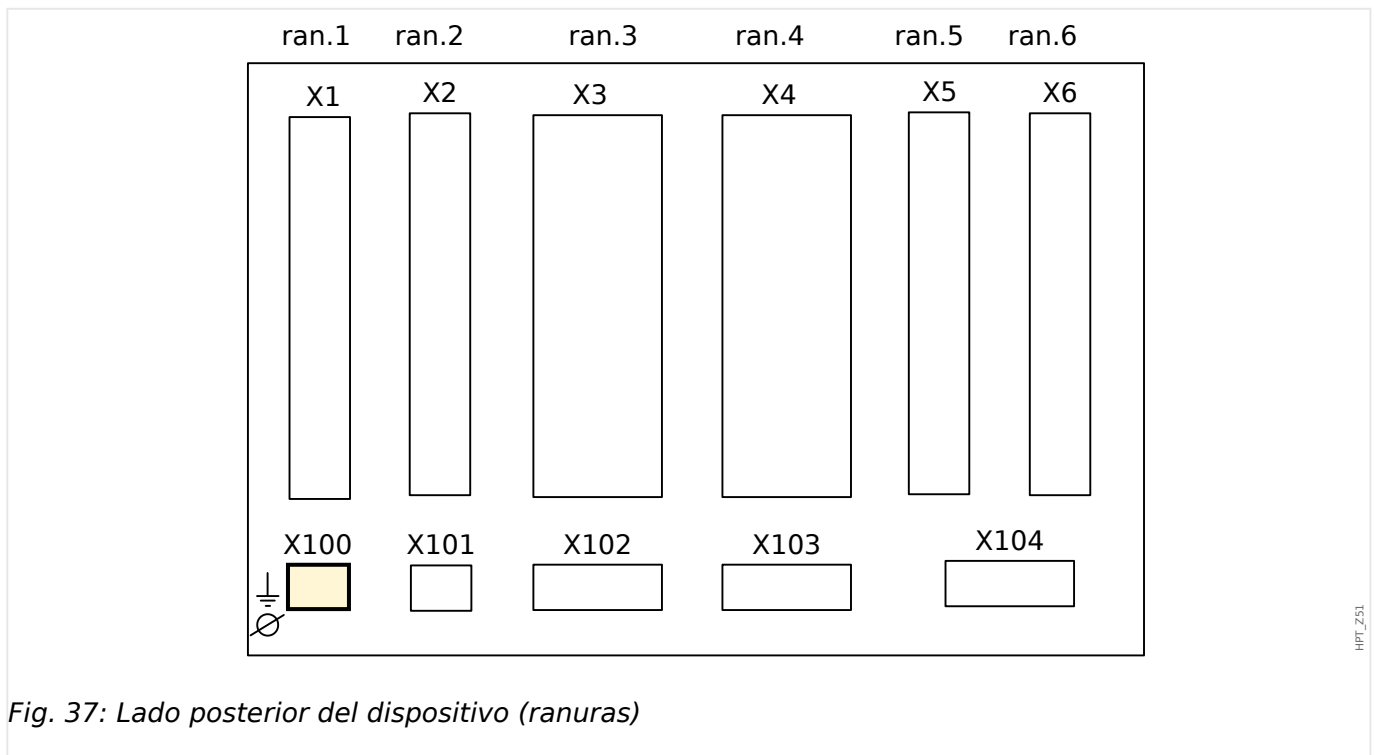 ran.1 ran.2 ran.3 ran.4 ran.5 ran.6
X1 X2 X3 X4 X5 X6
X100 X101 X102 X103 X104
HPT_Z51
Fig. 37: Lado posterior del dispositivo (ranuras)